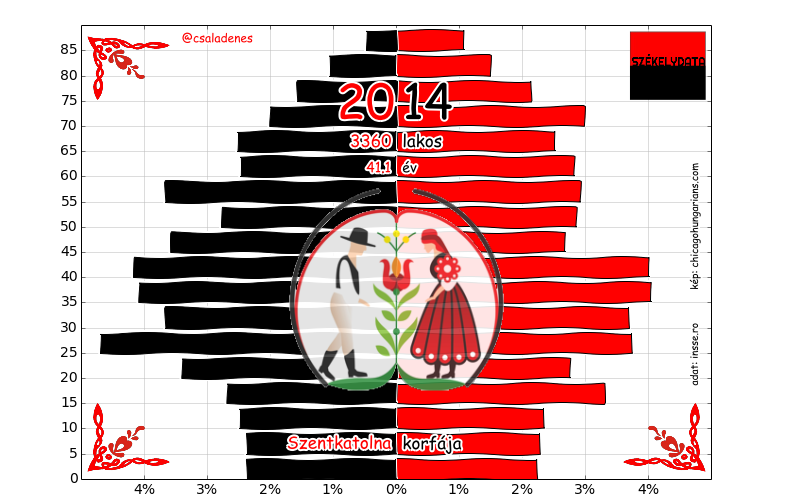 @csaladenes
SZÉKELYDATA
2014
3360 lakos
41.1 év
kép: chicagohungarians.com
adat: insse.ro
Szentkatolna korfája
85
80
75
70
65
60
55
50
45
40
35
30
25
20
15
10
5
0
4% 3% 2% 1% 0% 1% 2% 3% 4%